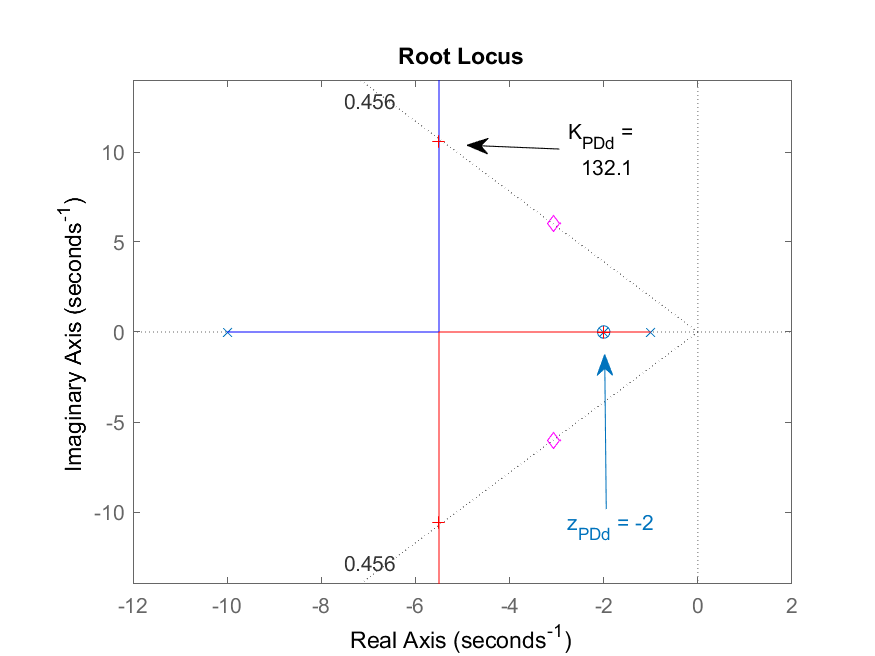 Root Locus
0.456
K_PDd =
132.1
10
5
0
-5
-10
Imaginary Axis (seconds^-1)
z_PDd = -2
0.456
-12 -10 -8 -6 -4 -2 0 2
Real Axis (seconds^-1)